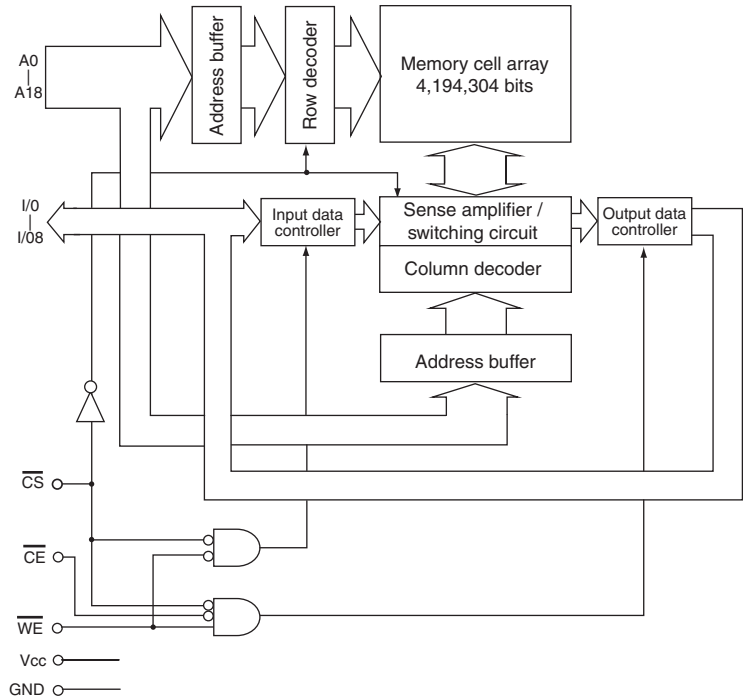 A0
A18
Address buffer
Row decoder
Memory cell array
4,194,304 bits
I/0
I/08
Input data
controller
Sense amplifier /
switching circuit
Output data
controller
Column decoder
Address buffer
CS
CE
WE
Vcc
GND